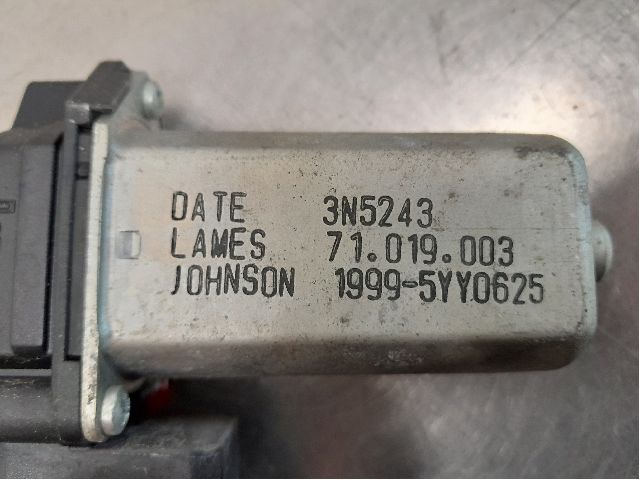 DATE 3N5243
LAMES 71.019.003
JOHNSON 1999-5YY0625